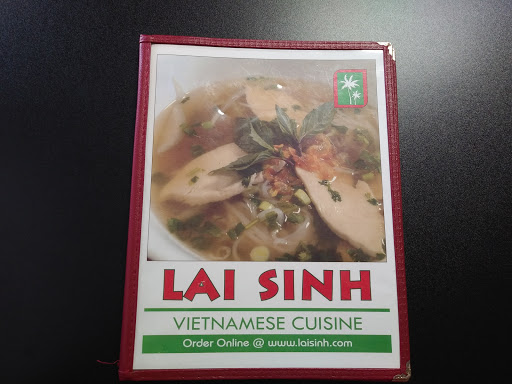 LAI SINH
VIETNAMESE CUISINE
Order Online @ www.laisinh.com